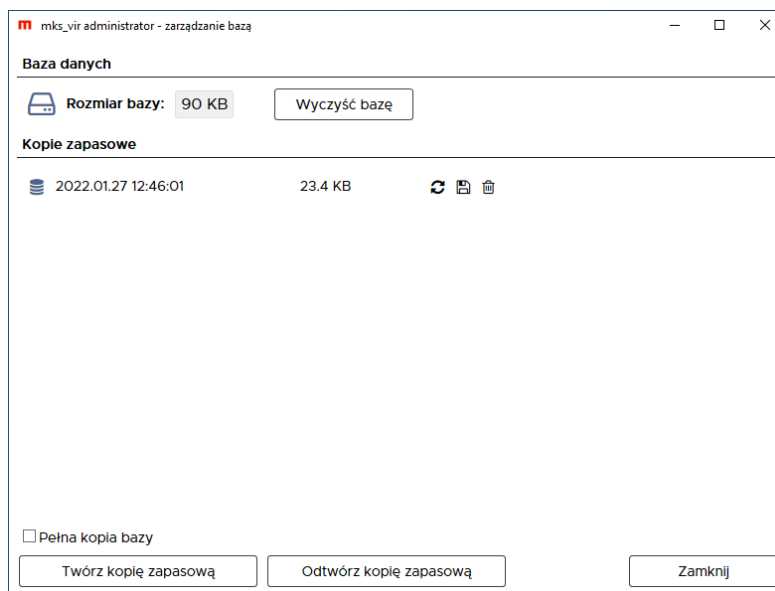 mks_vir administrator - zarządzanie bazą
Baza danych
Rozmiar bazy: 90 KB Wyczyść bazę
Kopie zapasowe
2022.01.27 12:46:01 23.4 KB
Pełna kopia bazy
Twórz kopię zapasową Odtwórz kopię zapasową Zamknij